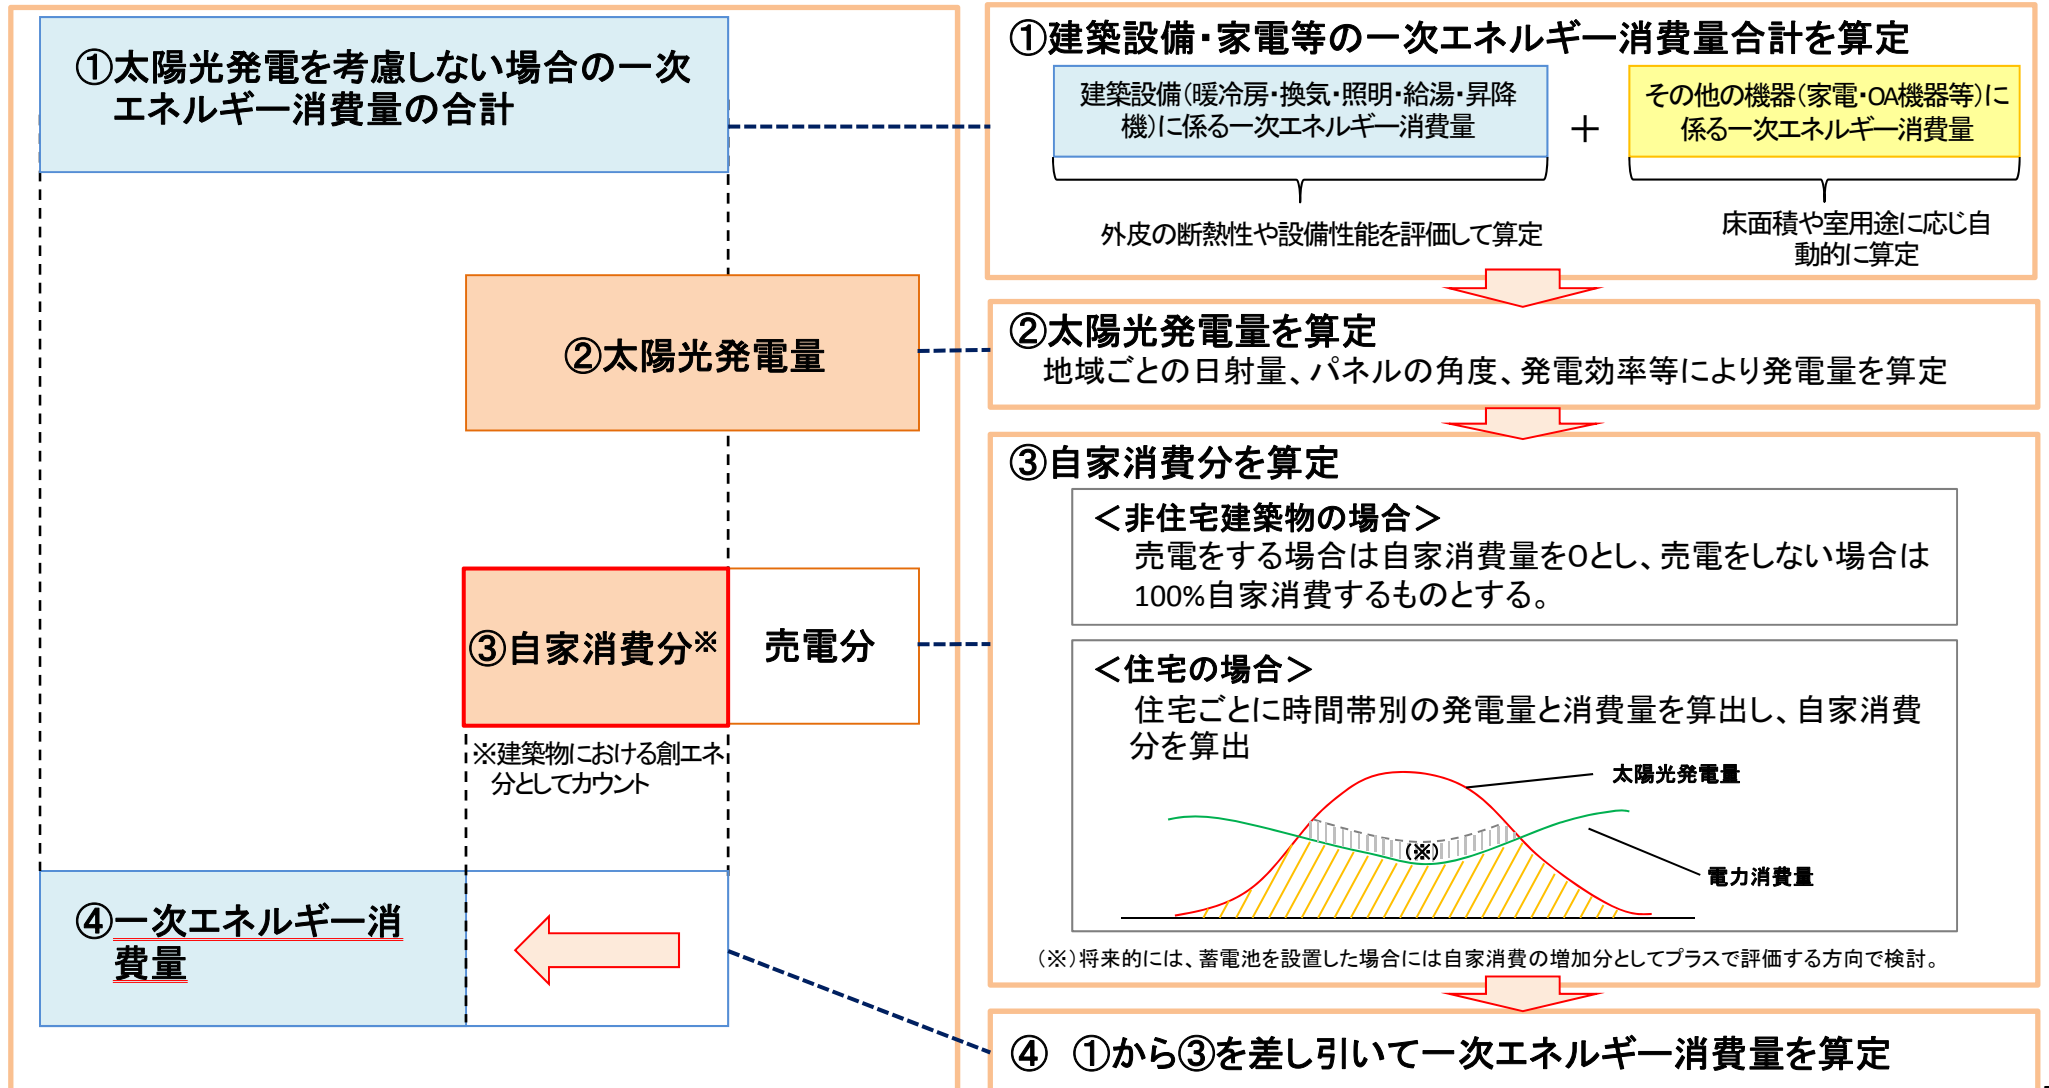 ①太陽光発電を考慮しない場合の一次
エネルギー消費量の合計
②太陽光発電量
③自家消費分※
売電分
※建築物における創エネ
分としてカウント
④一次エネルギー消
費量
①建築設備・家電等の一次エネルギー消費量合計を算定
建築設備(暖冷房・換気・照明・給湯・昇降
機)に係る一次エネルギー消費量
＋
その他の機器(家電・OA機器等)に
係る一次エネルギー消費量
外皮の断熱性や設備性能を評価して算定
床面積や室用途に応じ自
動的に算定
②太陽光発電量を算定
地域ごとの日射量、パネルの角度、発電効率等により発電量を算定
③自家消費分を算定
＜非住宅建築物の場合＞
売電をする場合は自家消費量を0とし、売電をしない場合は
100%自家消費するものとする。
＜住宅の場合＞
住宅ごとに時間帯別の発電量と消費量を算出し、自家消費
分を算出
太陽光発電量
(※)
電力消費量
(※)将来的には、蓄電池を設置した場合には自家消費の増加分としてプラスで評価する方向で検討。
④　①から③を差し引いて一次エネルギー消費量を算定